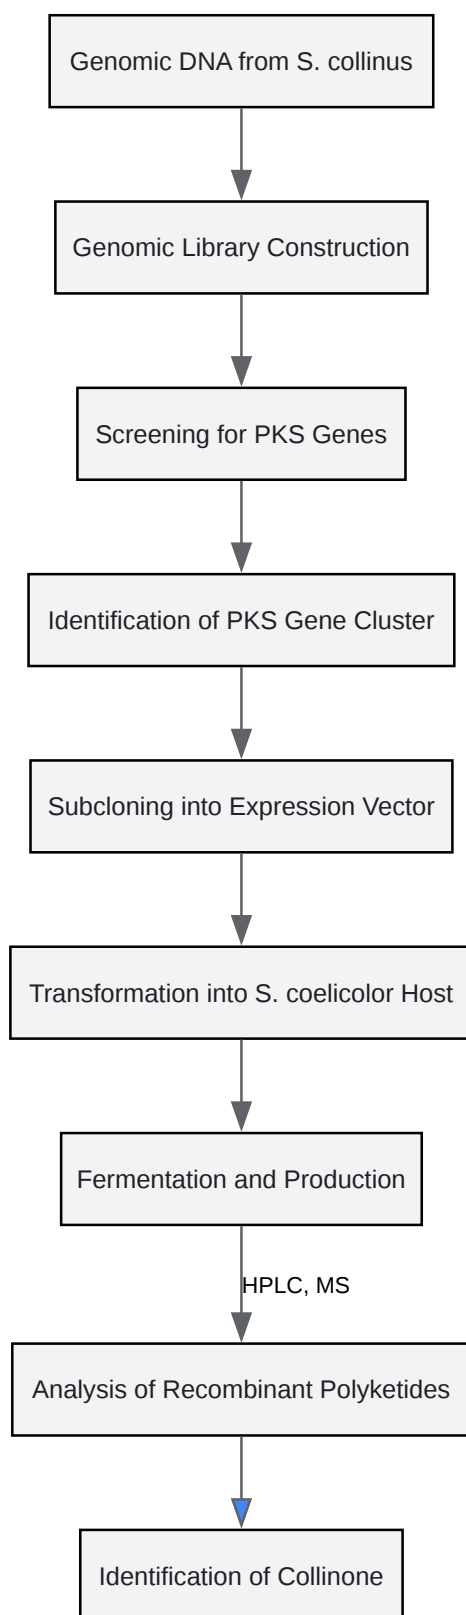 Genomic DNA from S. collinus
Genomic Library Construction
Screening for PKS Genes
Identification of PKS Gene Cluster
Subcloning into Expression Vector
Transformation into S. coelicolor Host
Fermentation and Production
HPLC, MS
Analysis of Recombinant Polyketides
Identification of Collinone